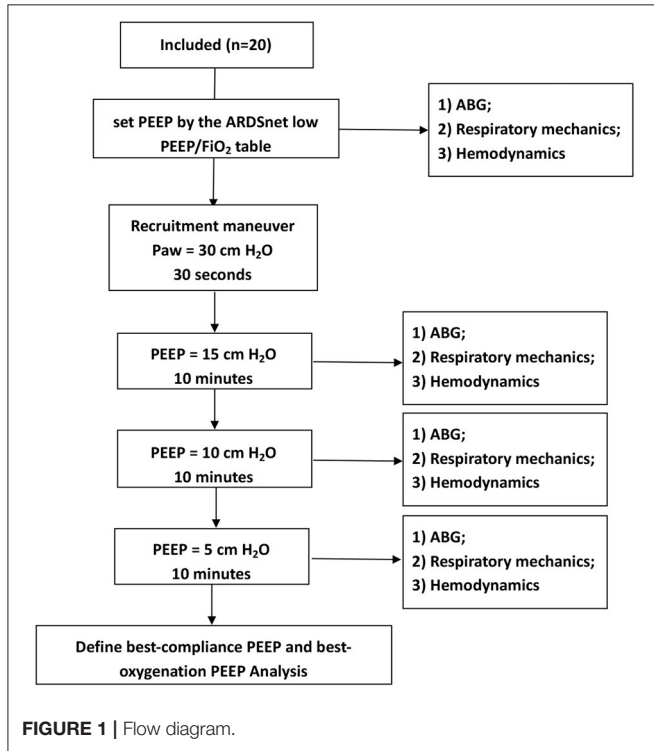 Included (n=20)
set PEEP by the ARDSnet low
PEEP/FiO₂ table
1) ABG;
2) Respiratory mechanics;
3) Hemodynamics
Recruitment maneuver
Paw = 30 cm H₂O
30 seconds
PEEP = 15 cm H₂O
10 minutes
1) ABG;
2) Respiratory mechanics;
3) Hemodynamics
PEEP = 10 cm H₂O
10 minutes
1) ABG;
2) Respiratory mechanics;
3) Hemodynamics
PEEP = 5 cm H₂O
10 minutes
1) ABG;
2) Respiratory mechanics;
3) Hemodynamics
Define best-compliance PEEP and best-
oxygenation PEEP Analysis
FIGURE 1 | Flow diagram.